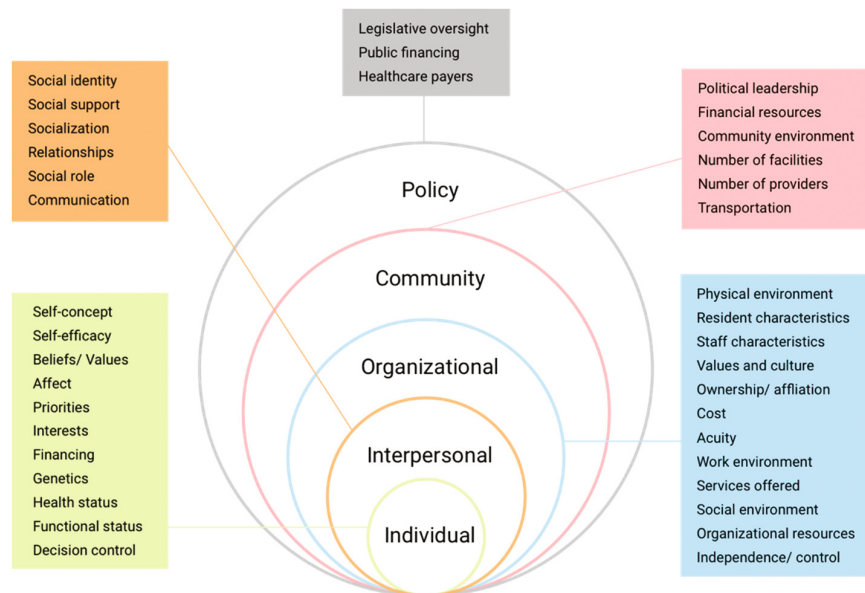 Legislative oversight
Public financing
Healthcare payers
Social identity
Social support
Socialization
Relationships
Social role
Communication
Political leadership
Financial resources
Community environment
Number of facilities
Number of providers
Transportation
Policy
Community
Organizational
Interpersonal
Individual
Self-concept
Self-efficacy
Beliefs/ Values
Affect
Priorities
Interests
Financing
Genetics
Health status
Functional status
Decision control
Physical environment
Resident characteristics
Staff characteristics
Values and culture
Ownership/ affliation
Cost
Acuity
Work environment
Services offered
Social environment
Organizational resources
Independence/ control